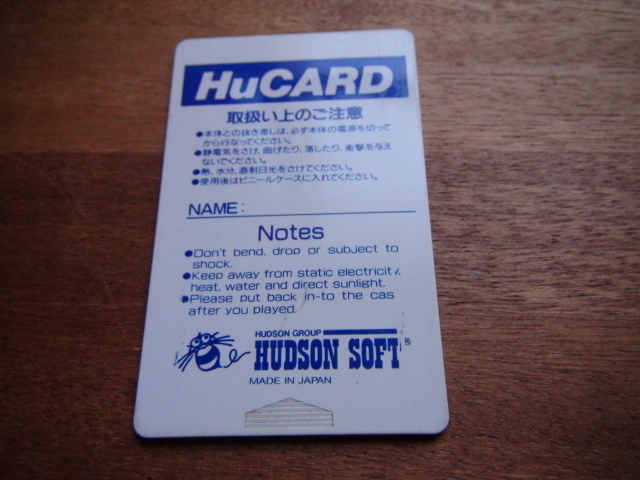 HuCARD
取扱い上のご注意
●本体との抜き差しは、必ず本体の電源を切って
から行なってください。
●静電気をさけ、曲げたり、落したり、衝撃を与え
ないでください。
●熱、水分、直射日光をさけてください。
●使用後はビニールケースに入れてください。
NAME:
Notes
●Don't bend, drop or subject to
shock.
●Keep away from static electricity,
heat, water and direct sunlight.
●Please put back in-to the cas
after you played.
HUDSON GROUP
HUDSON SOFT®
MADE IN JAPAN